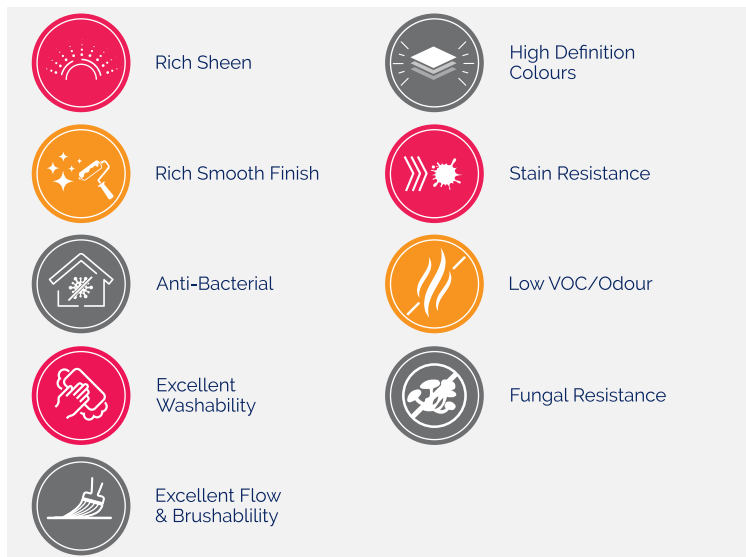 Rich Sheen
High Definition
Colours
Rich Smooth Finish
Stain Resistance
Anti-Bacterial
Low VOC/Odour
Excellent
Washability
Fungal Resistance
Excellent Flow
& Brushablility